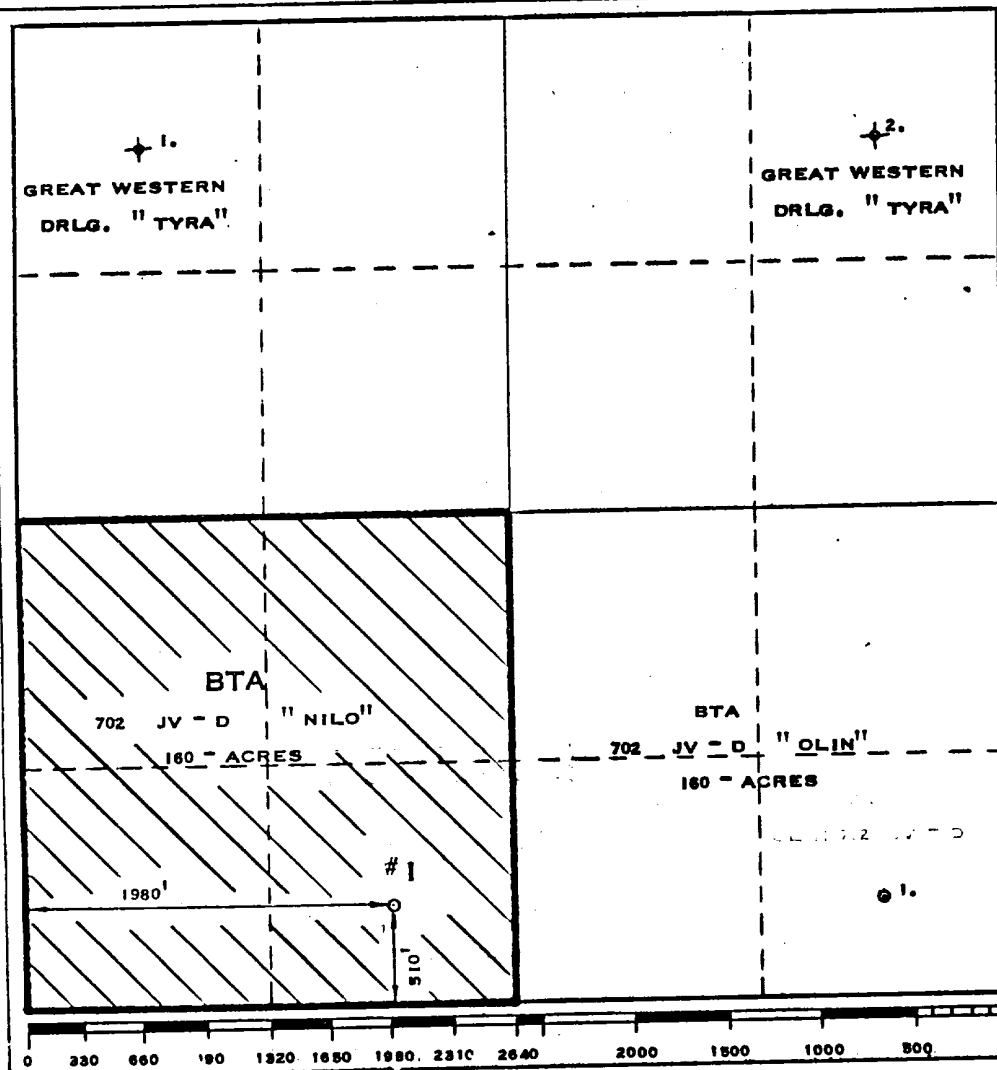 1.
GREAT WESTERN
DRLG. "TYRA"
2.
GREAT WESTERN
DRLG. "TYRA"
BTA
702 JV - D "NILO"
160 - ACRES
BTA
702 JV - D "OLIN"
160 - ACRES
#1
1980'
510'
1.
0 330 660 190 1320 1650 1980. 2310 2640 2000 1500 1000 500